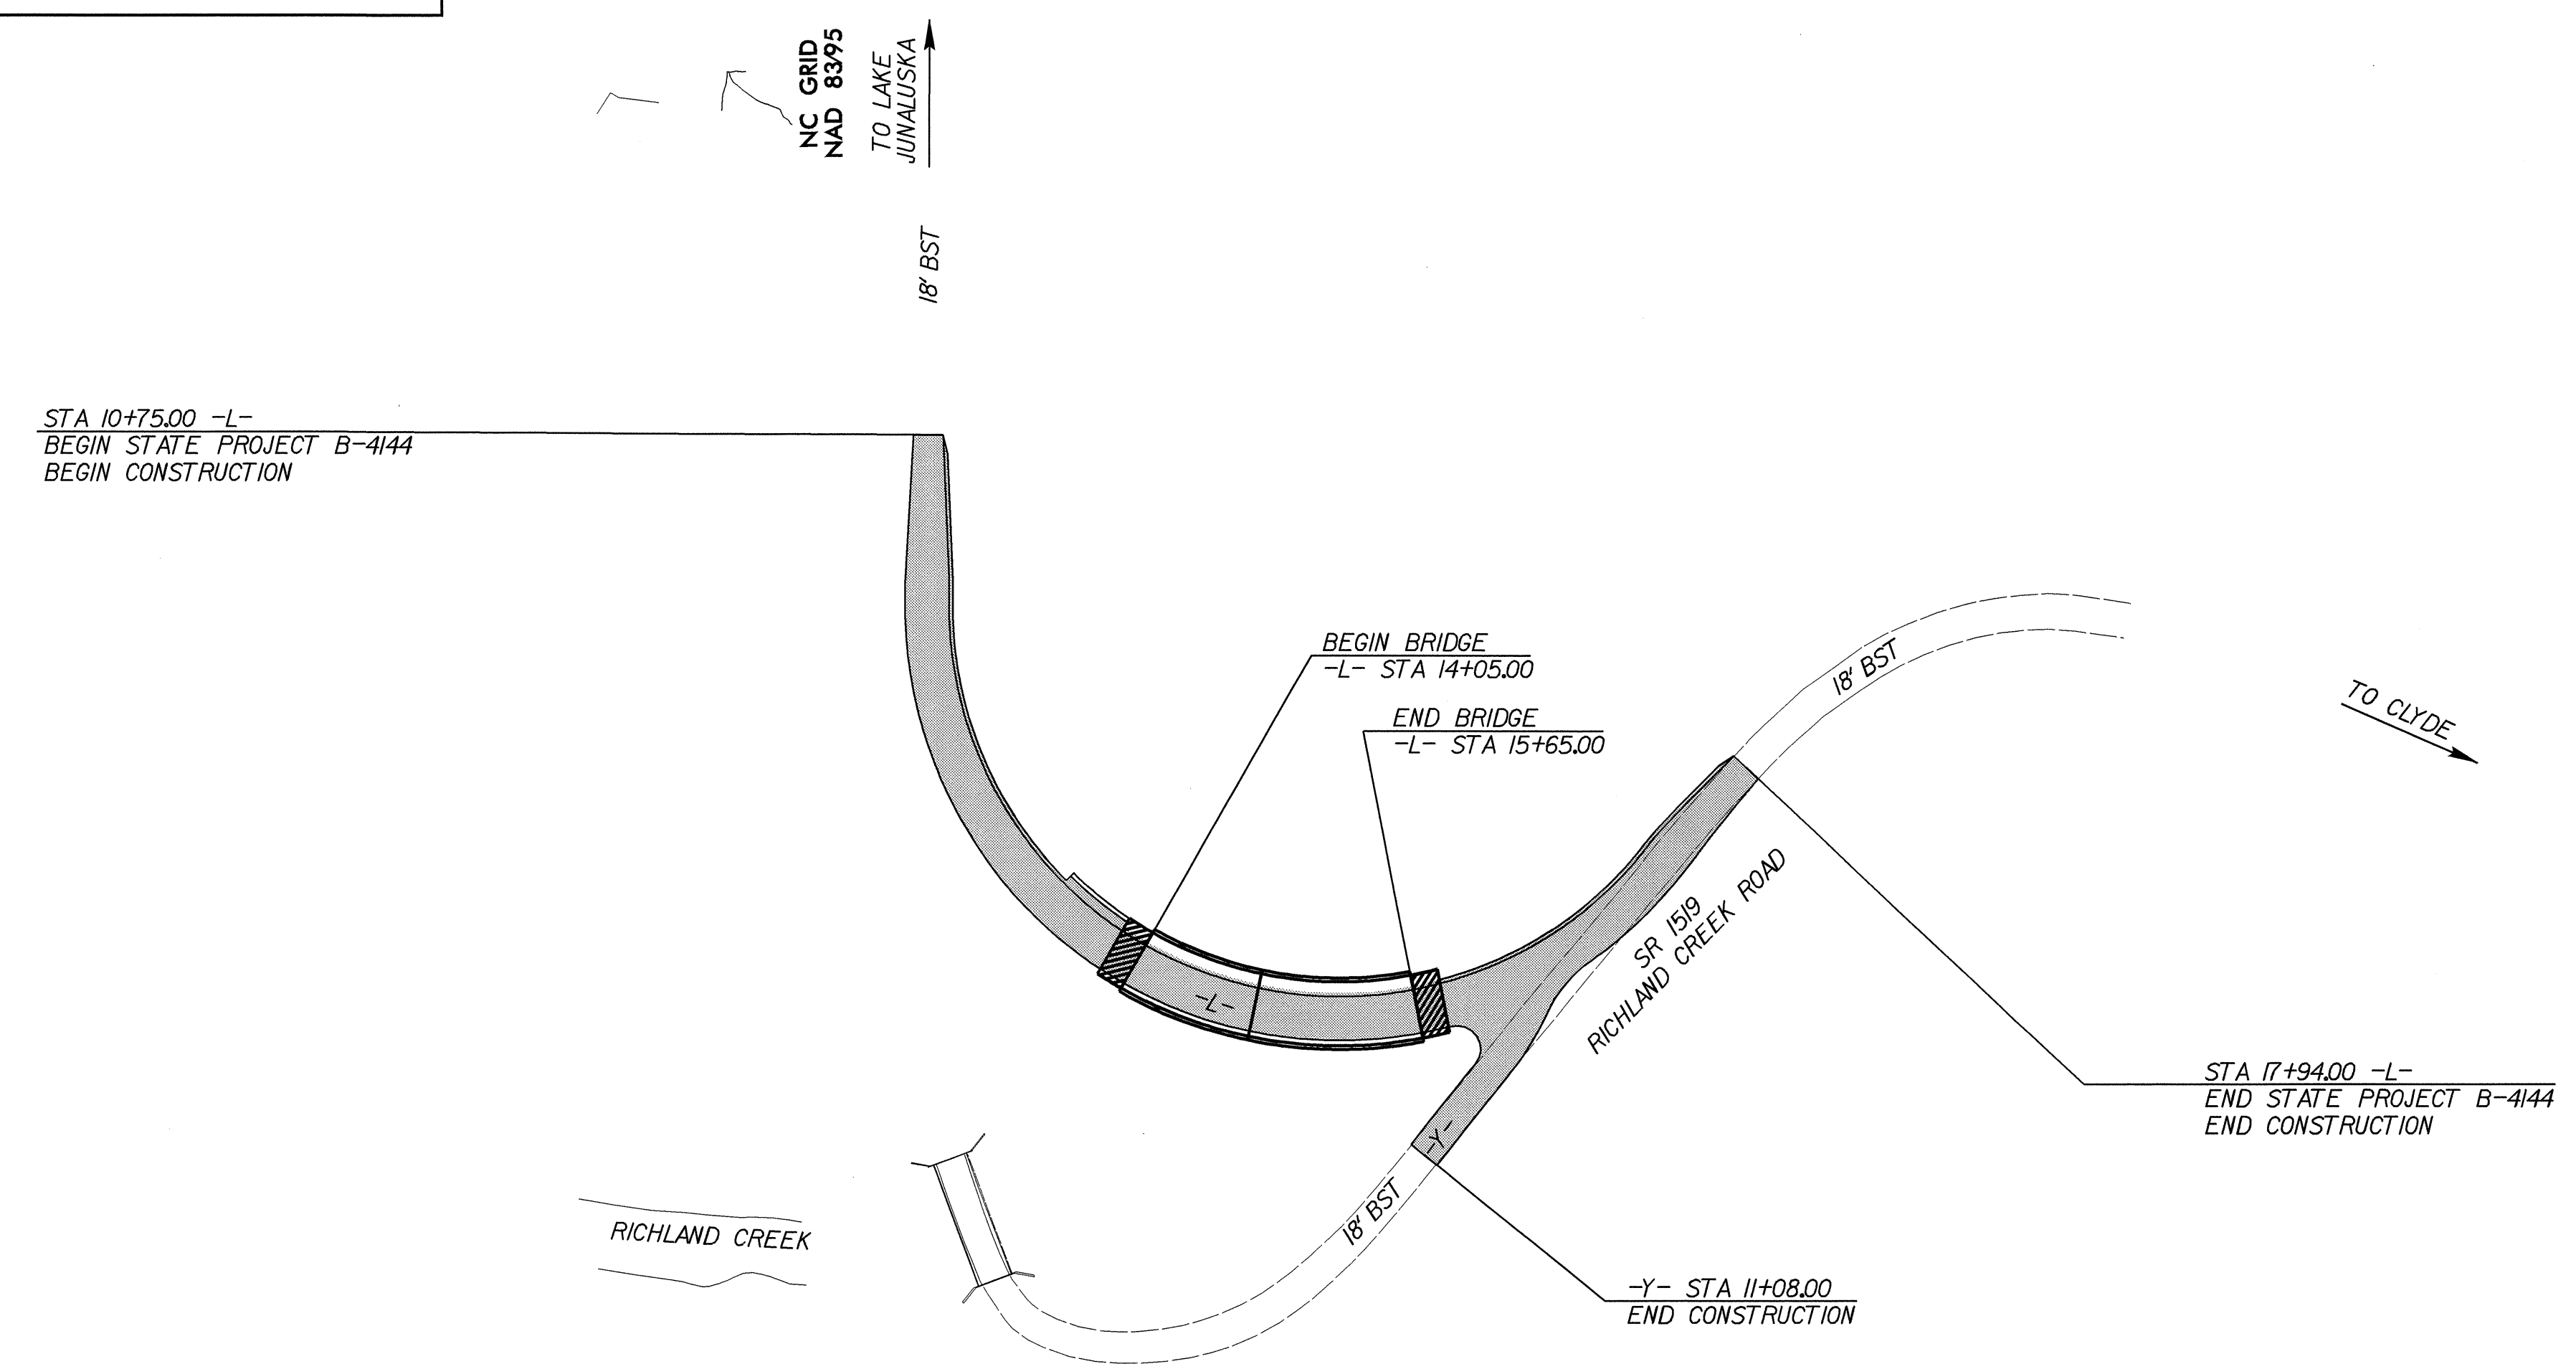 NC GRID
NAD 83/95
TO LAKE
JUNALUSKA
18' BST
STA 10+75.00 -L-
BEGIN STATE PROJECT B-4144
BEGIN CONSTRUCTION
BEGIN BRIDGE
-L- STA 14+05.00
END BRIDGE
-L- STA 15+65.00
18' BST
TO CLYDE
SR 1519
RICHLAND CREEK ROAD
-L-
STA 17+94.00 -L-
END STATE PROJECT B-4144
END CONSTRUCTION
-Y-
18' BST
RICHLAND CREEK
-Y- STA 11+08.00
END CONSTRUCTION